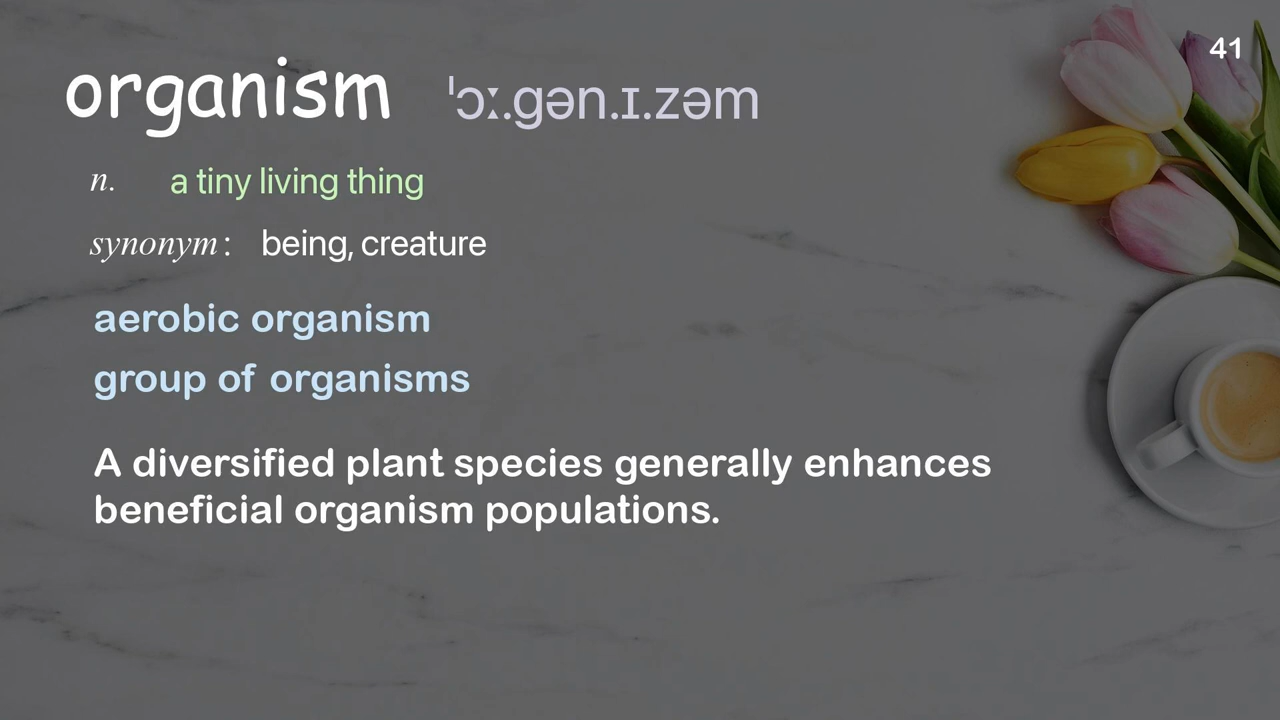 41
organism ˈɔː.gən.ɪ.zəm
n. a tiny living thing
synonym: being, creature
aerobic organism
group of organisms
A diversified plant species generally enhances
beneficial organism populations.